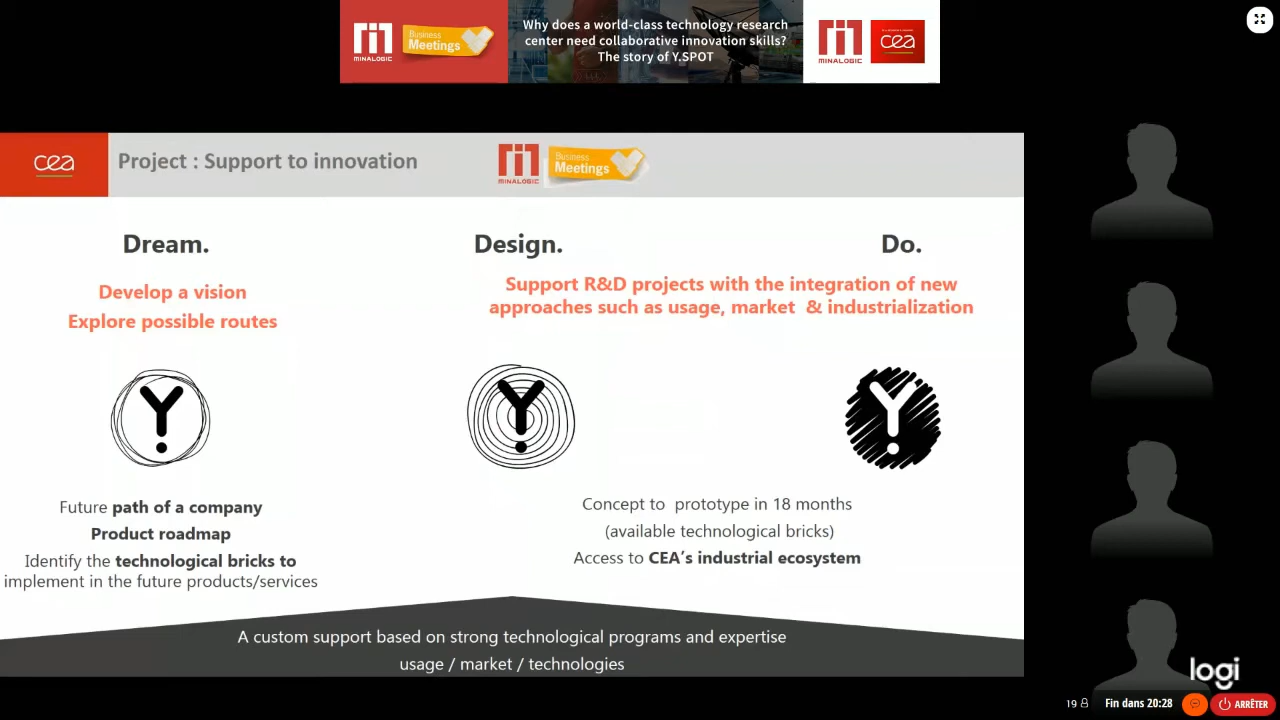 MINALOGIC
Business
Meetings
Why does a world-class technology research
center need collaborative innovation skills?
The story of Y.SPOT
MINALOGIC
cea
cea
Project : Support to innovation
MINALOGIC
Business
Meetings
Dream.
Design.
Do.
Develop a vision
Explore possible routes
Support R&D projects with the integration of new
approaches such as usage, market & industrialization
Y
Y
Y
Future path of a company
Product roadmap
Identify the technological bricks to
implement in the future products/services
Concept to prototype in 18 months
(available technological bricks)
Access to CEA's industrial ecosystem
A custom support based on strong technological programs and expertise
usage / market / technologies
logi
19
Fin dans 20:28
ARRÊTER